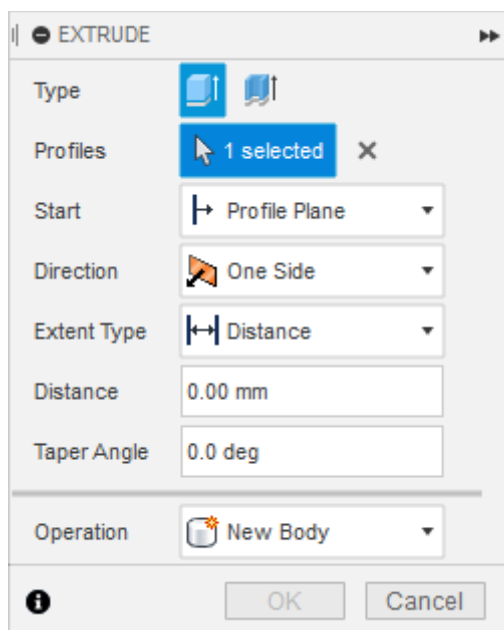 EXTRUDE
Type
Profiles 1 selected
Start Profile Plane
Direction One Side
Extent Type Distance
Distance 0.00 mm
Taper Angle 0.0 deg
Operation New Body
OK Cancel